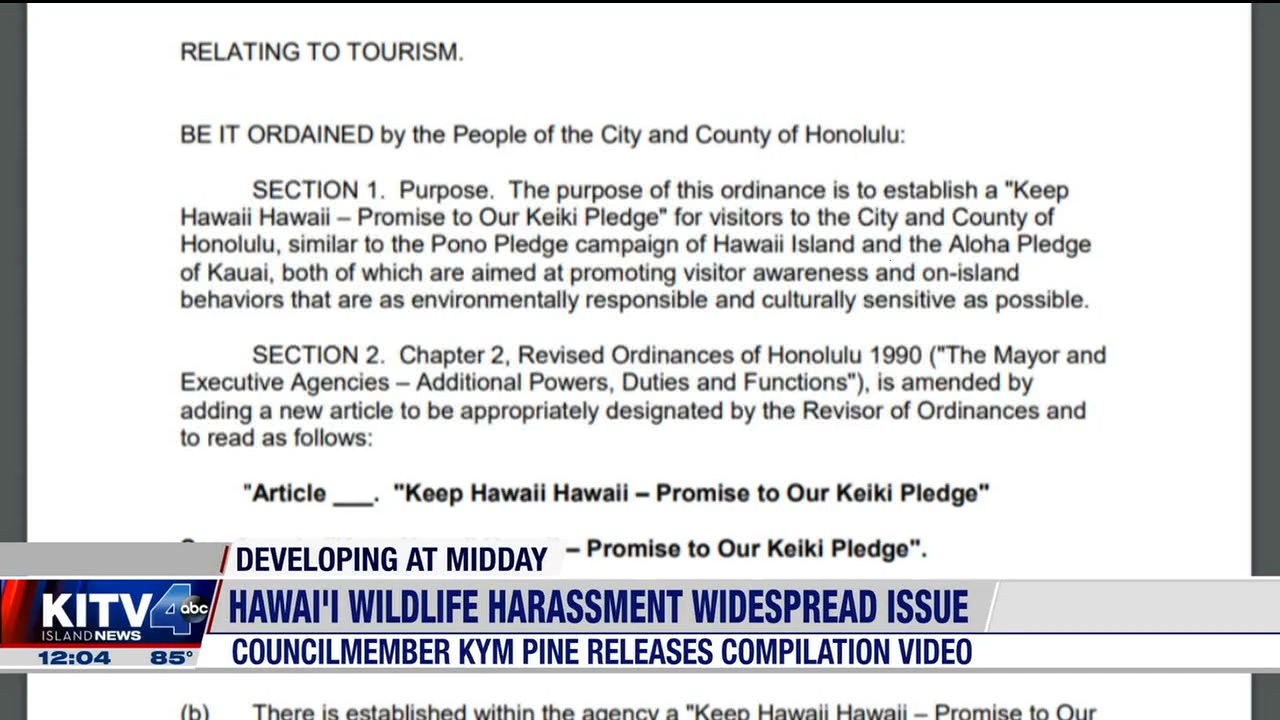 RELATING TO TOURISM.
BE IT ORDAINED by the People of the City and County of Honolulu:
SECTION 1. Purpose. The purpose of this ordinance is to establish a "Keep
Hawaii Hawaii – Promise to Our Keiki Pledge" for visitors to the City and County of
Honolulu, similar to the Pono Pledge campaign of Hawaii Island and the Aloha Pledge
of Kauai, both of which are aimed at promoting visitor awareness and on-island
behaviors that are as environmentally responsible and culturally sensitive as possible.
SECTION 2. Chapter 2, Revised Ordinances of Honolulu 1990 ("The Mayor and
Executive Agencies – Additional Powers, Duties and Functions"), is amended by
adding a new article to be appropriately designated by the Revisor of Ordinances and
to read as follows:
"Article ___. "Keep Hawaii Hawaii – Promise to Our Keiki Pledge"
– Promise to Our Keiki Pledge".
DEVELOPING AT MIDDAY
HAWAI'I WILDLIFE HARASSMENT WIDESPREAD ISSUE
COUNCILMEMBER KYM PINE RELEASES COMPILATION VIDEO
KITV 4 abc
ISLAND NEWS
12:04 85°
(b) There is established within the agency a "Keep Hawaii Hawaii – Promise to Our